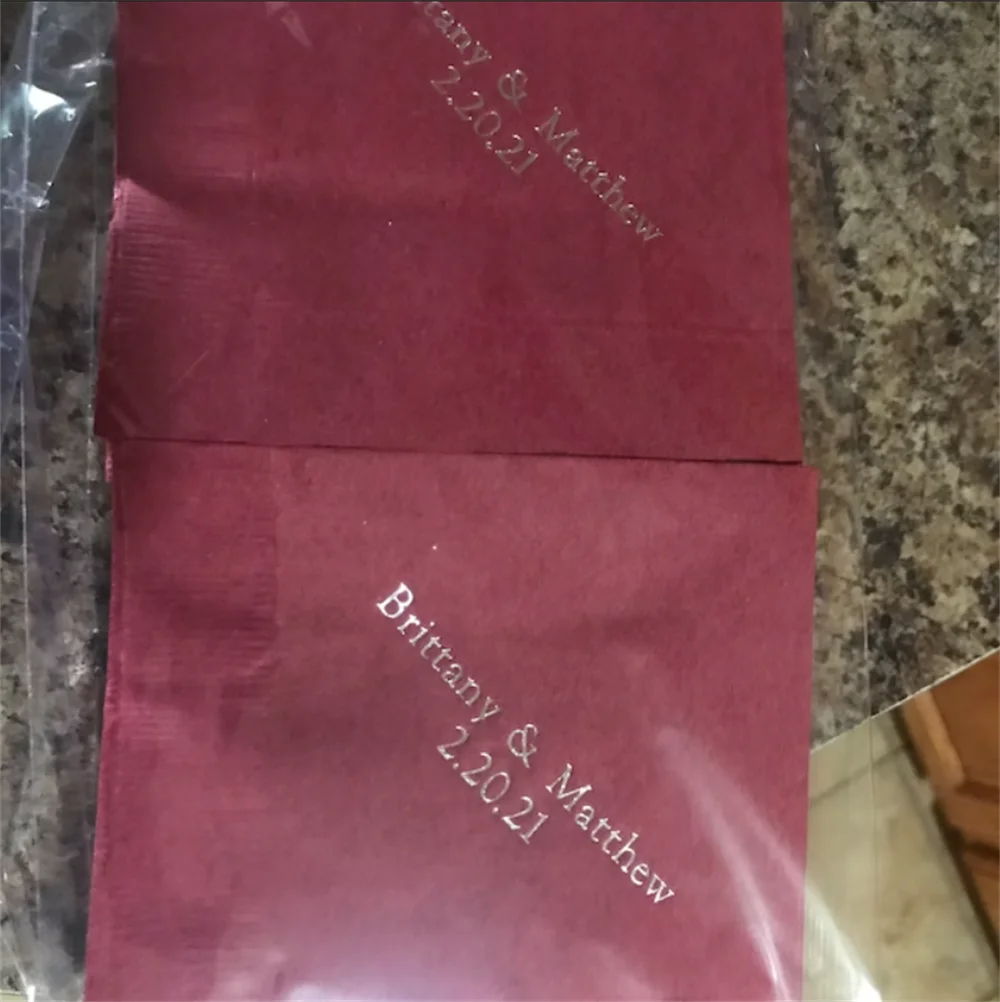 ttany & Matthew
2.20.21
Brittany & Matthew
2.20.21